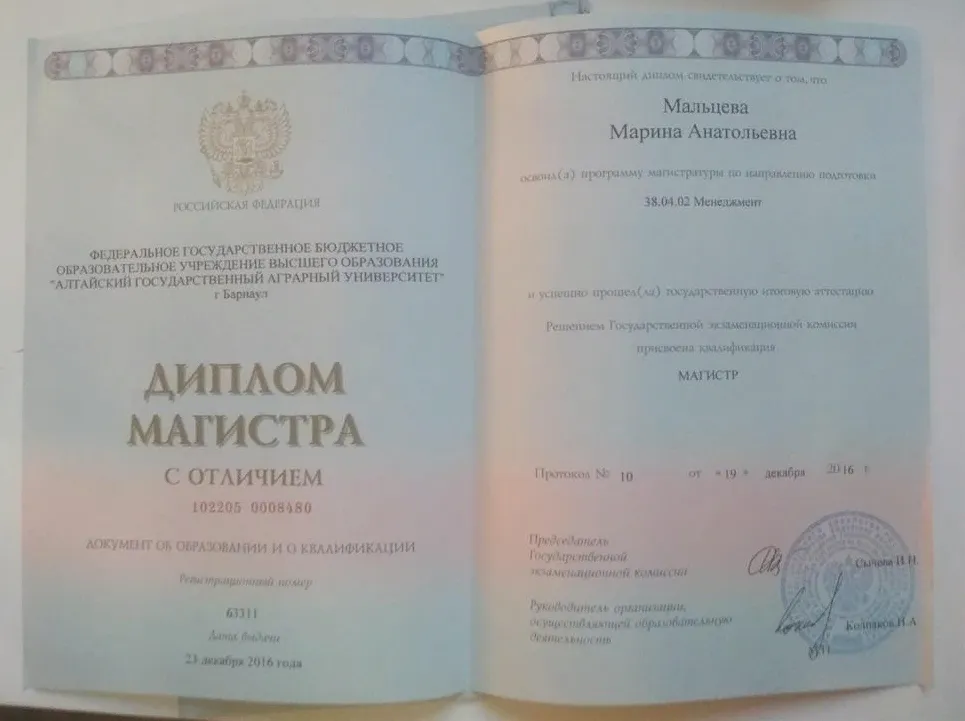 РОССИЙСКАЯ ФЕДЕРАЦИЯ
ФЕДЕРАЛЬНОЕ ГОСУДАРСТВЕННОЕ БЮДЖЕТНОЕ
ОБРАЗОВАТЕЛЬНОЕ УЧРЕЖДЕНИЕ ВЫСШЕГО ОБРАЗОВАНИЯ
"АЛТАЙСКИЙ ГОСУДАРСТВЕННЫЙ АГРАРНЫЙ УНИВЕРСИТЕТ"
г Барнаул
ДИПЛОМ
МАГИСТРА
С ОТЛИЧИЕМ
102205 0008480
ДОКУМЕНТ ОБ ОБРАЗОВАНИИ И О КВАЛИФИКАЦИИ
Регистрационный номер
63311
Дата выдачи
23 декабря 2016 года
Настоящий диплом свидетельствует о том, что
Мальцева
Марина Анатольевна
освоил(а) программу магистратуры по направлению подготовки
38.04.02 Менеджмент
и успешно прошел(ла) государственную итоговую аттестацию
Решением Государственной экзаменационной комиссии
присвоена квалификация
МАГИСТР
Протокол № 10 от «19» декабря 2016 г.
Председатель
Государственной
экзаменационной комиссии
Сычева И.Н.
Руководитель организации,
осуществляющей образовательную
деятельность
Колпаков Н.А